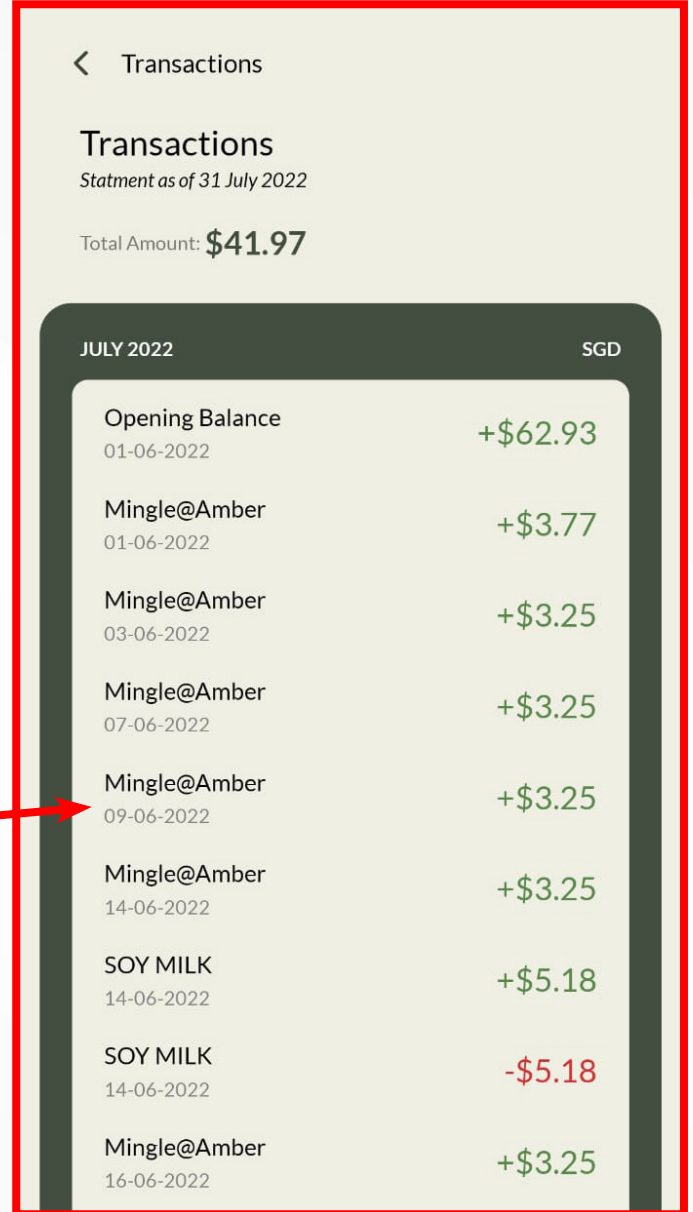 Transactions
Transactions
Statment as of 31 July 2022
Total Amount: $41.97
JULY 2022 SGD
Opening Balance +$62.93
01-06-2022
Mingle@Amber +$3.77
01-06-2022
Mingle@Amber +$3.25
03-06-2022
Mingle@Amber +$3.25
07-06-2022
Mingle@Amber +$3.25
09-06-2022
Mingle@Amber +$3.25
14-06-2022
SOY MILK +$5.18
14-06-2022
SOY MILK -$5.18
14-06-2022
Mingle@Amber +$3.25
16-06-2022